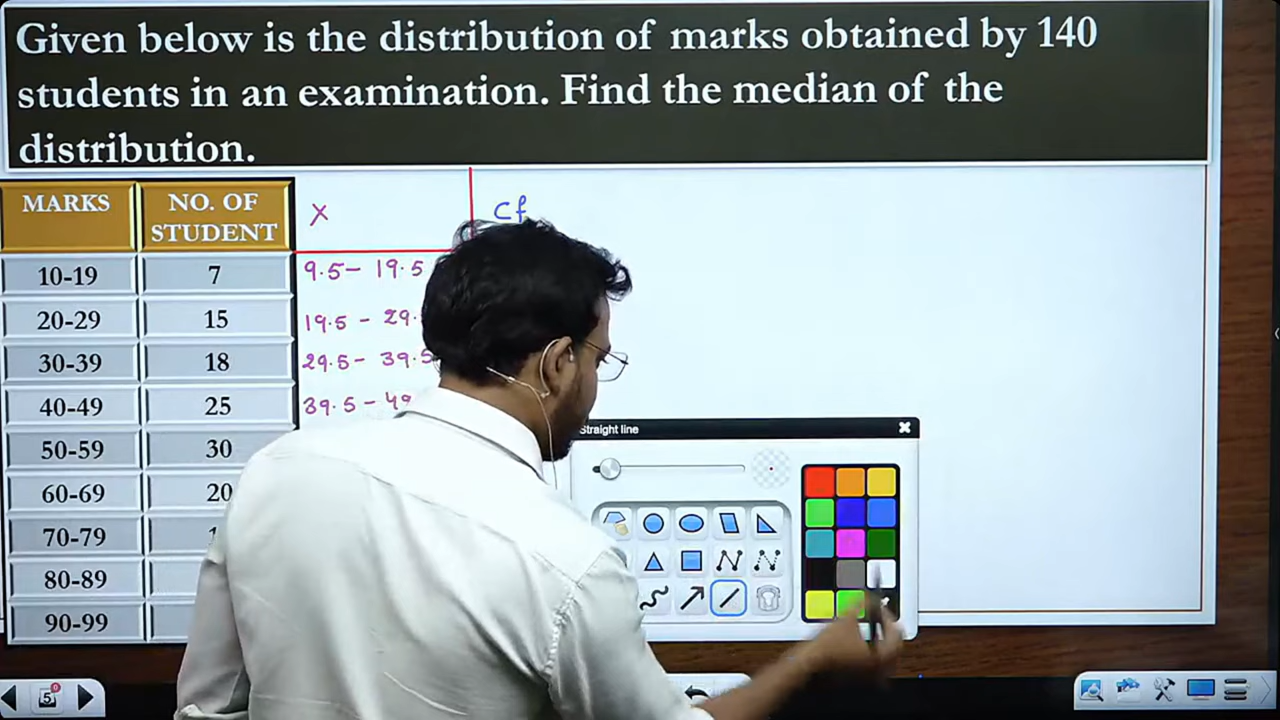 Given below is the distribution of marks obtained by 140
students in an examination. Find the median of the
distribution.
MARKS NO. OF STUDENT X Cf
10-19 7 9.5 - 19.5
20-29 15 19.5 - 29.
30-39 18 29.5 - 39.5
40-49 25 39.5 - 49
50-59 30
60-69 20
70-79
80-89
90-99
Straight line
5